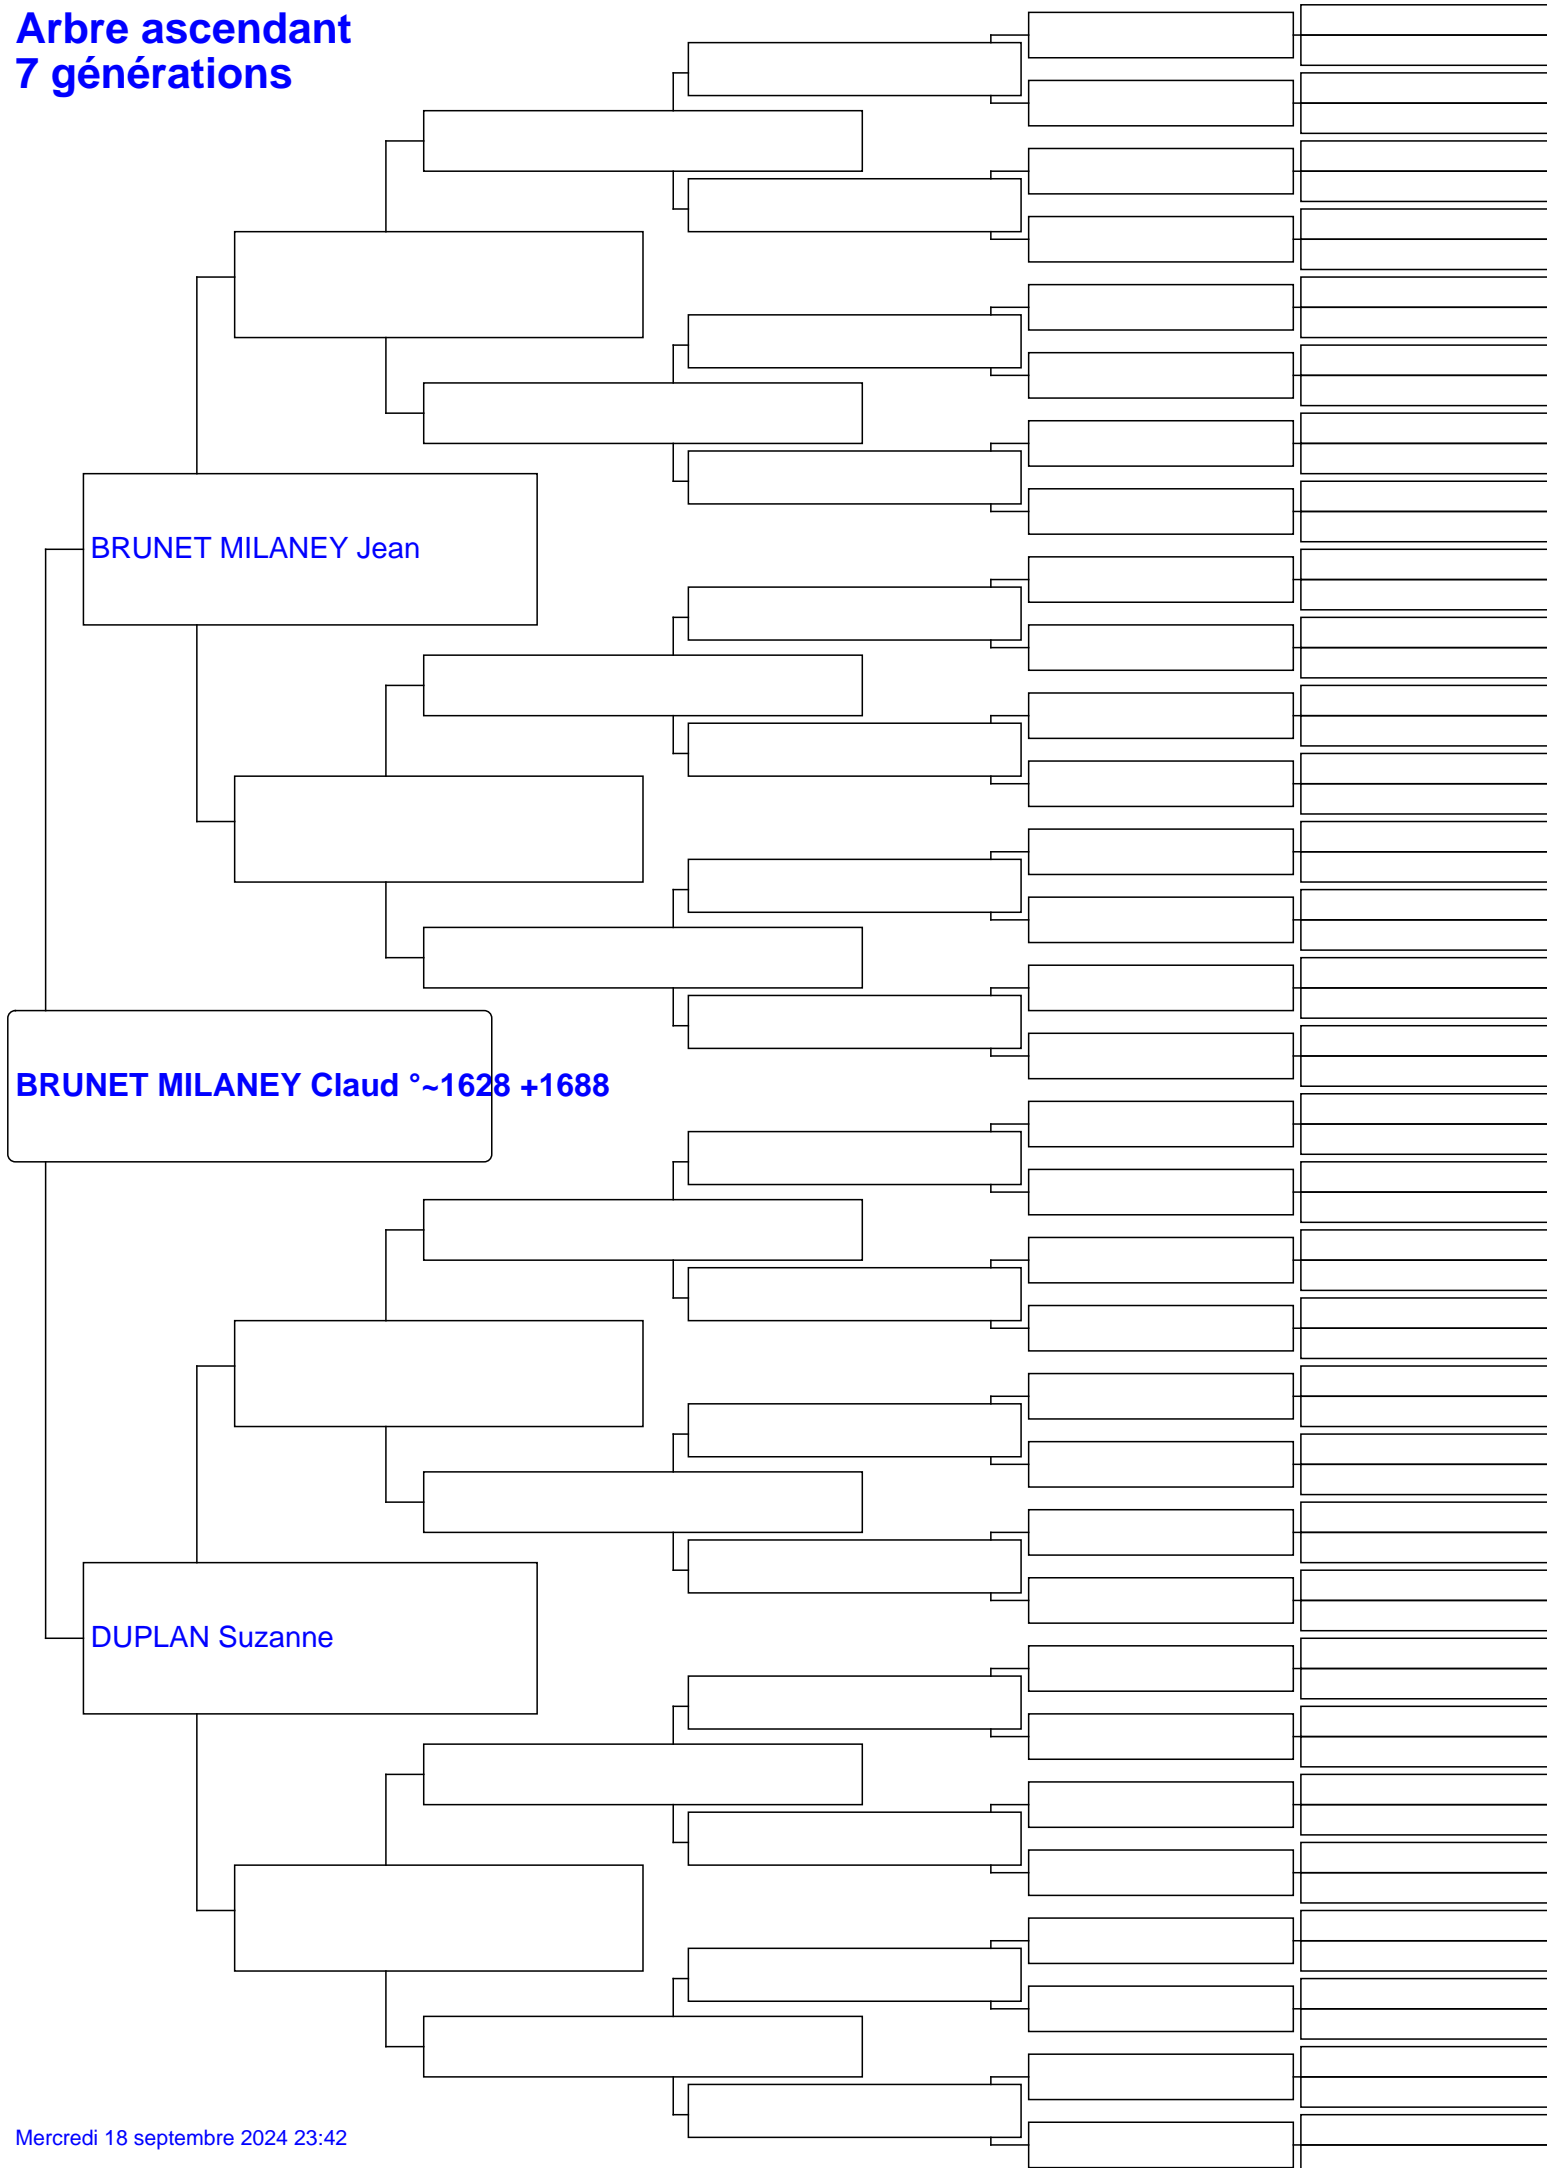 Arbre ascendant
7 générations
BRUNET MILANEY Jean
BRUNET MILANEY Claud °~1628 +1688
DUPLAN Suzanne
Mercredi 18 septembre 2024 23:42